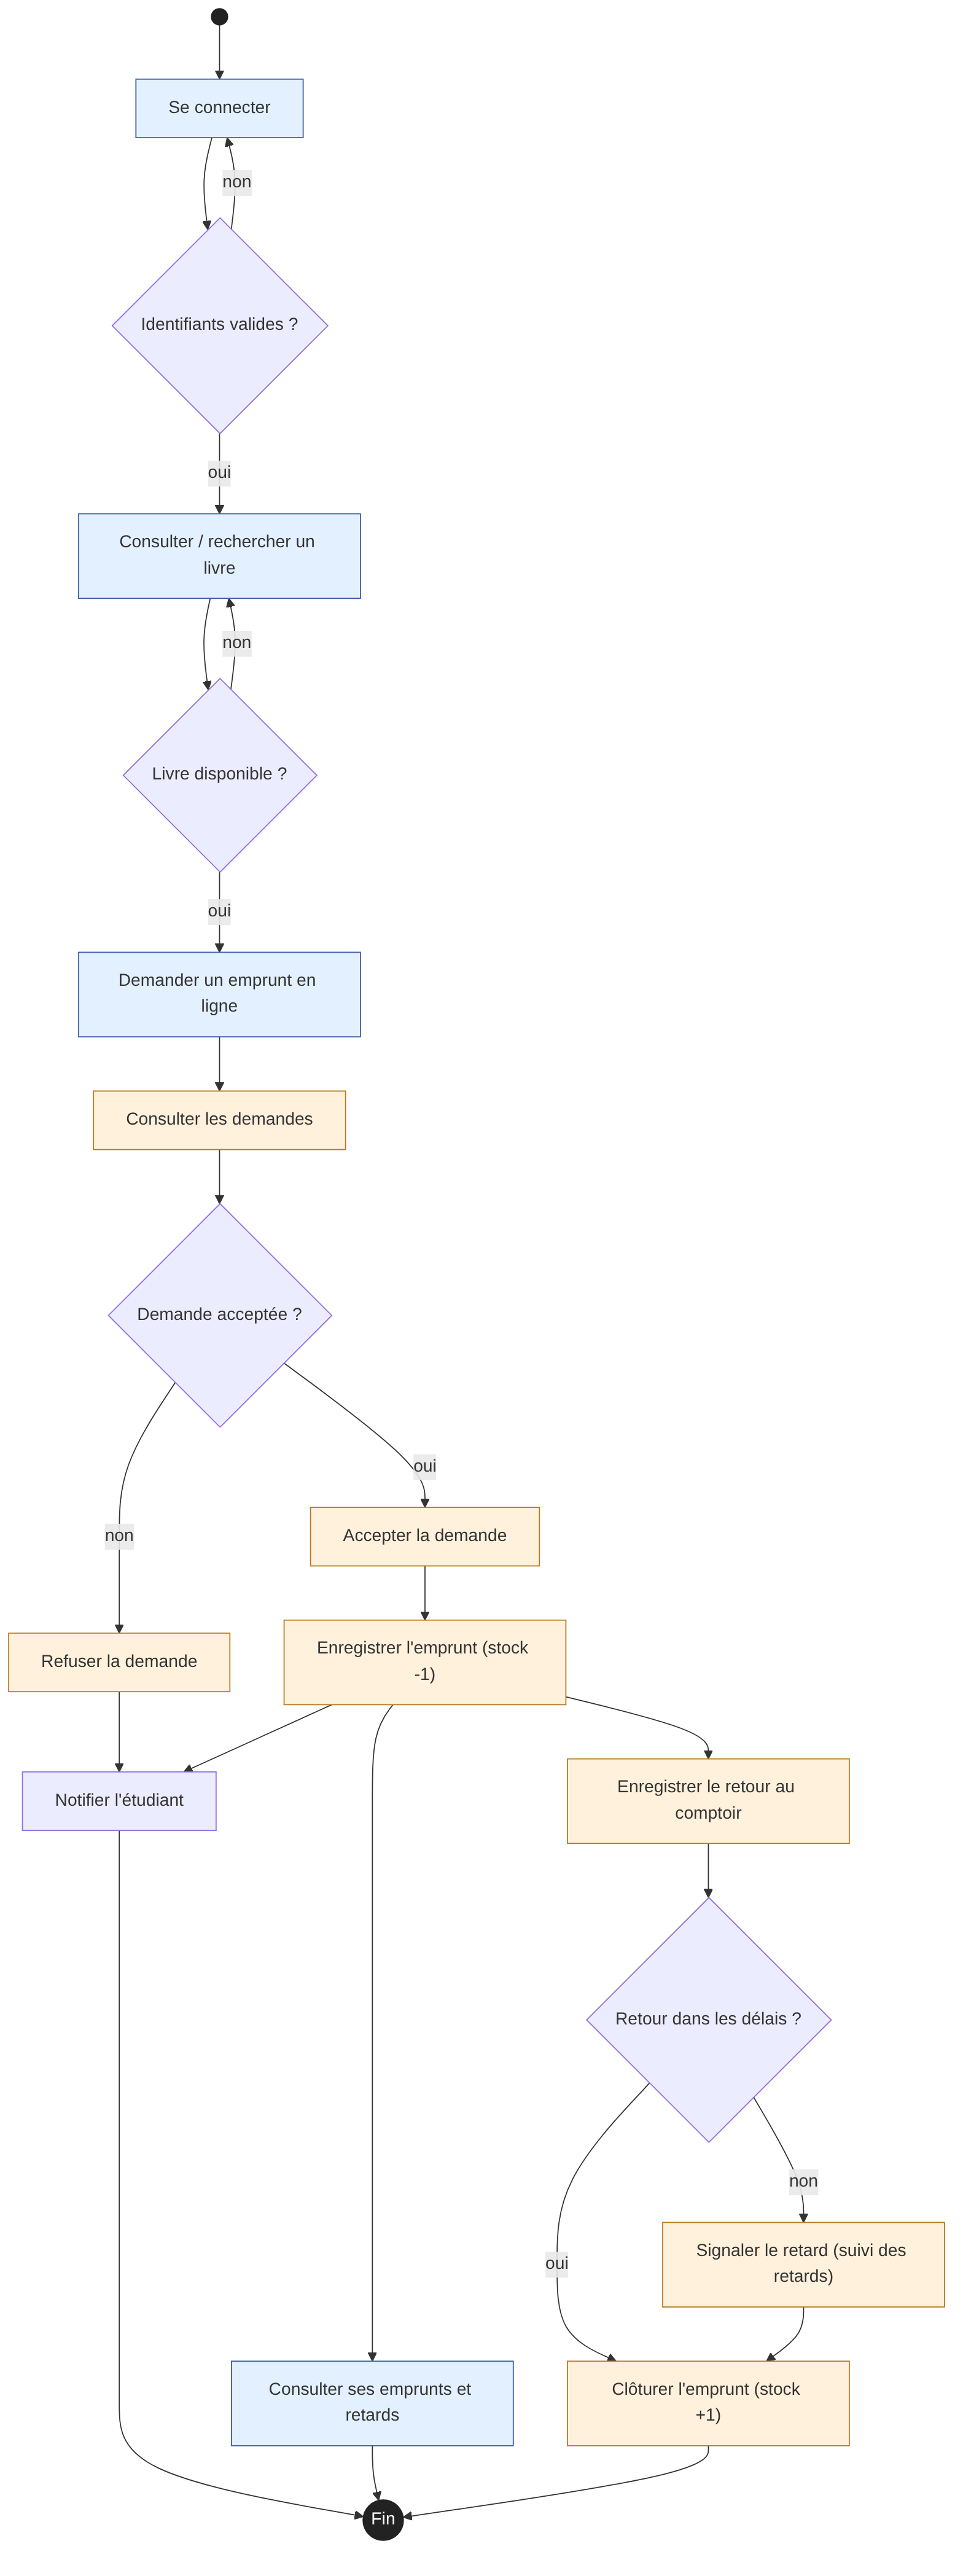 Se connecter
non
Identifiants valides ?
oui
Consulter / rechercher un
livre
non
Livre disponible ?
oui
Demander un emprunt en
ligne
Consulter les demandes
Demande acceptée ?
oui
non
Accepter la demande
Refuser la demande
Enregistrer l'emprunt (stock
-1)
Notifier l'étudiant
Enregistrer le retour au
comptoir
Retour dans les délais ?
non
oui
Signaler le retard (suivi des
retards)
Consulter ses emprunts et
retards
Clôturer l'emprunt (stock
+1)
Fin